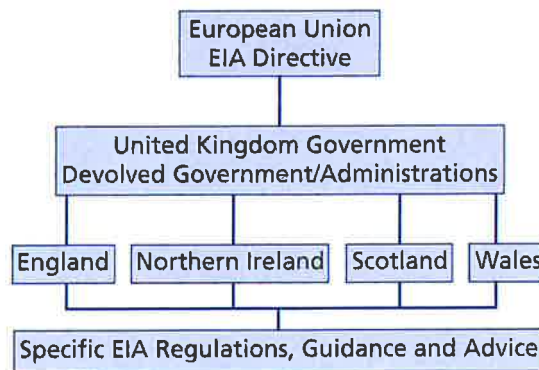 European Union
EIA Directive
United Kingdom Government
Devolved Government/Administrations
England
Northern Ireland
Scotland
Wales
Specific EIA Regulations, Guidance and Advice